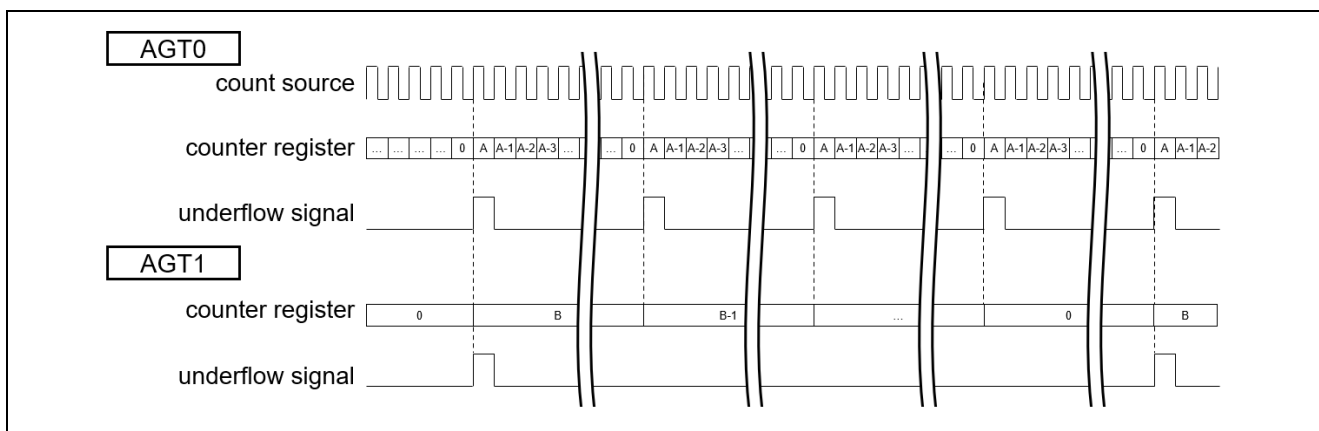 AGT0
count source
counter register ... ... ... ... 0 A A-1 A-2 A-3 ... ... 0 A A-1 A-2 A-3 ... ... 0 A A-1 A-2 A-3 ... ... 0 A A-1 A-2 A-3 ... ... 0 A A-1 A-2
underflow signal
AGT1
counter register 0 B B-1 ... 0 B
underflow signal